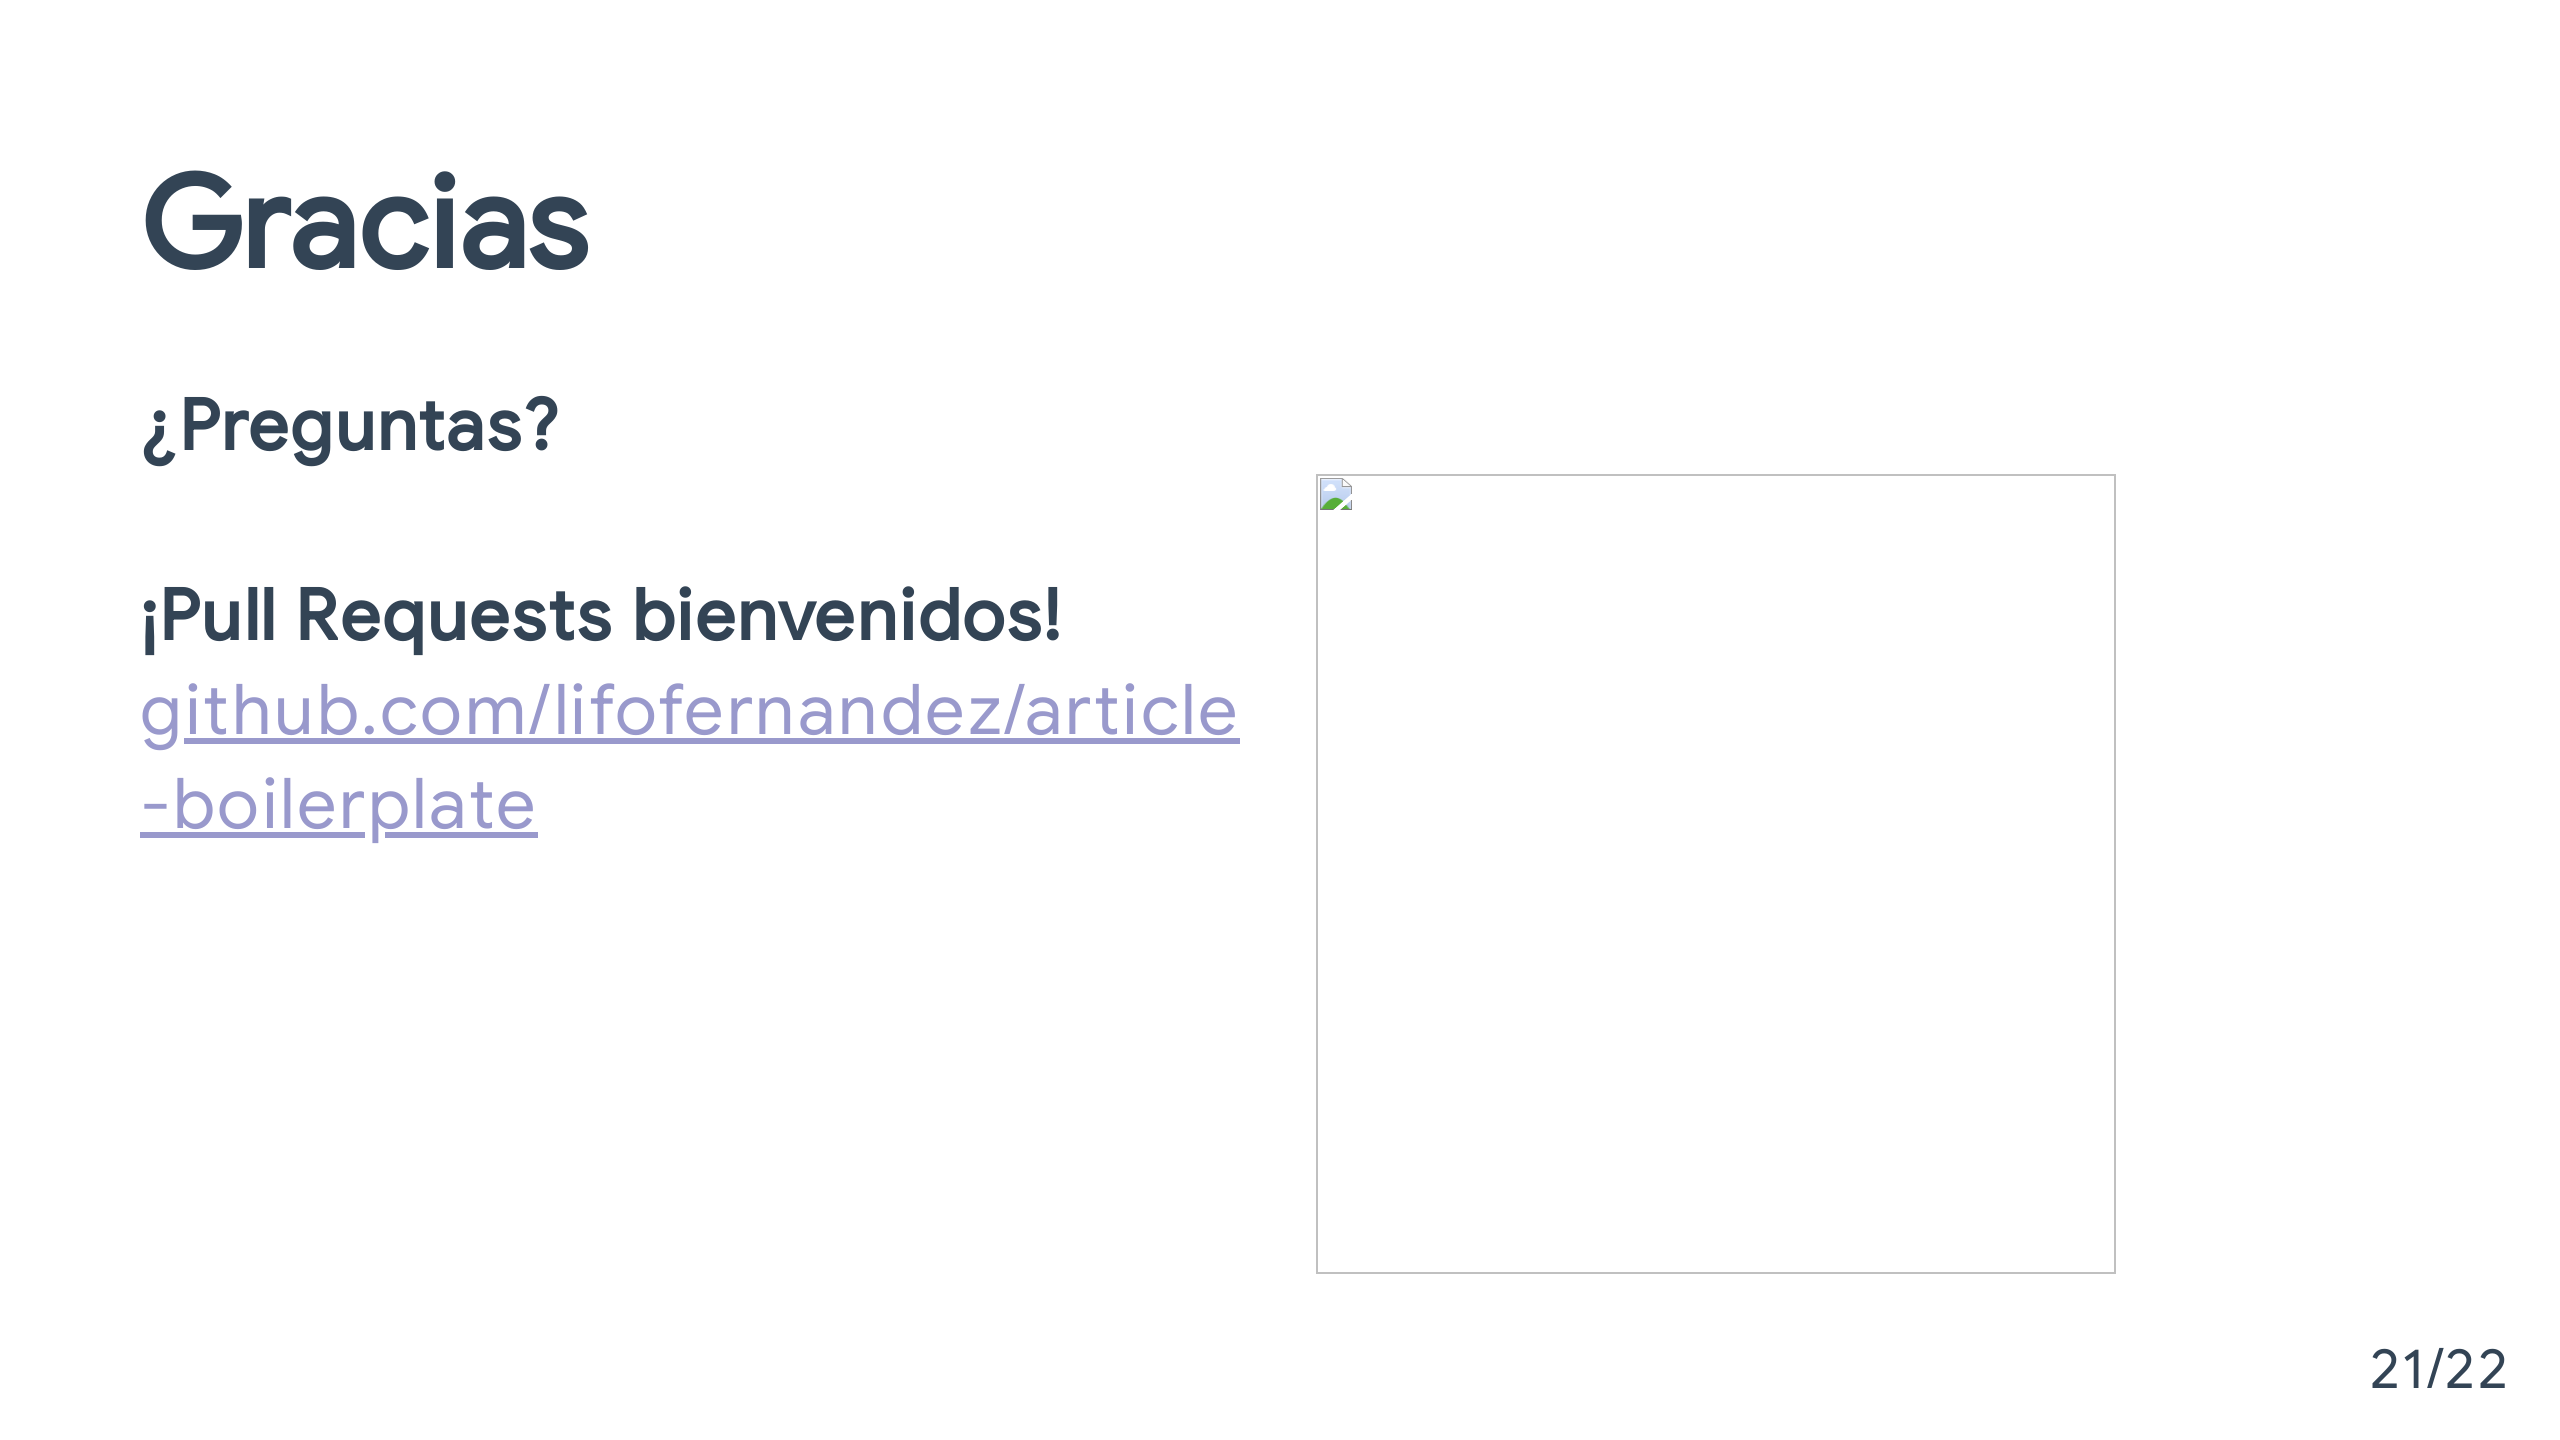 Gracias
¿Preguntas?
¡Pull Requests bienvenidos!
github.com/lifofernandez/article
-boilerplate
21/22